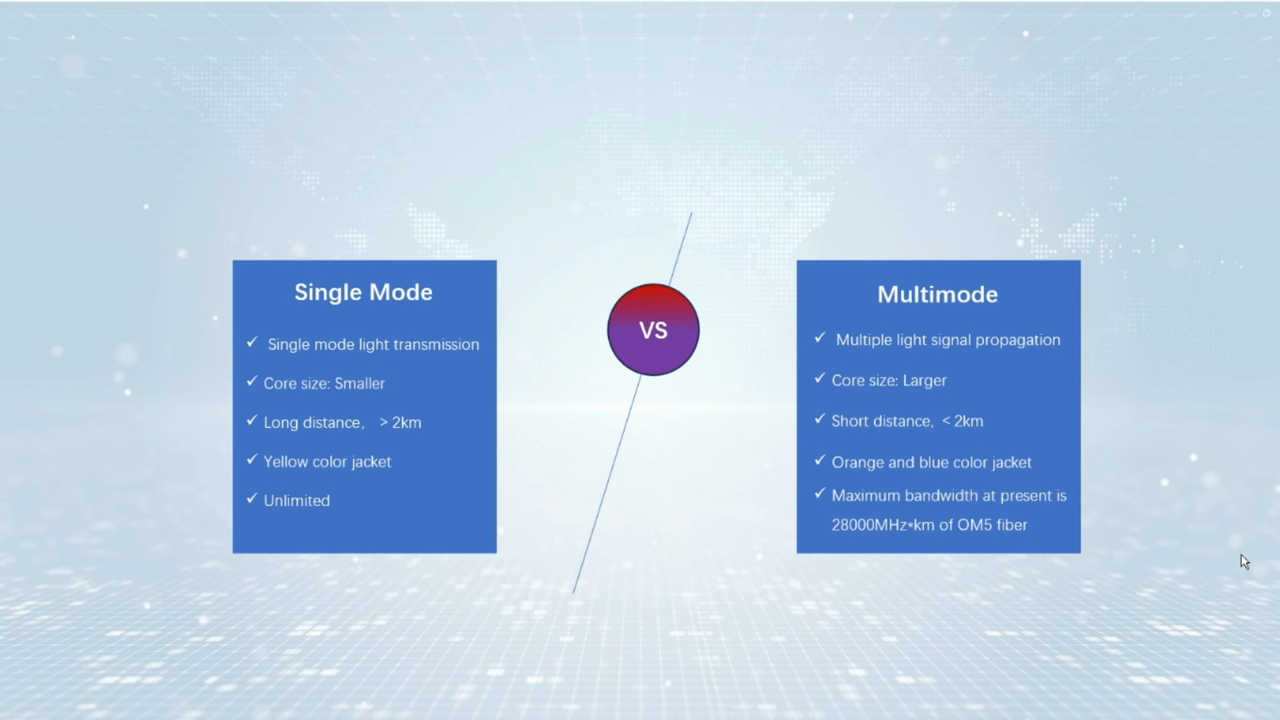 Single Mode
✓ Single mode light transmission
✓ Core size: Smaller
✓ Long distance, > 2km
✓ Yellow color jacket
✓ Unlimited
VS
Multimode
✓ Multiple light signal propagation
✓ Core size: Larger
✓ Short distance, < 2km
✓ Orange and blue color jacket
✓ Maximum bandwidth at present is
28000MHz*km of OM5 fiber